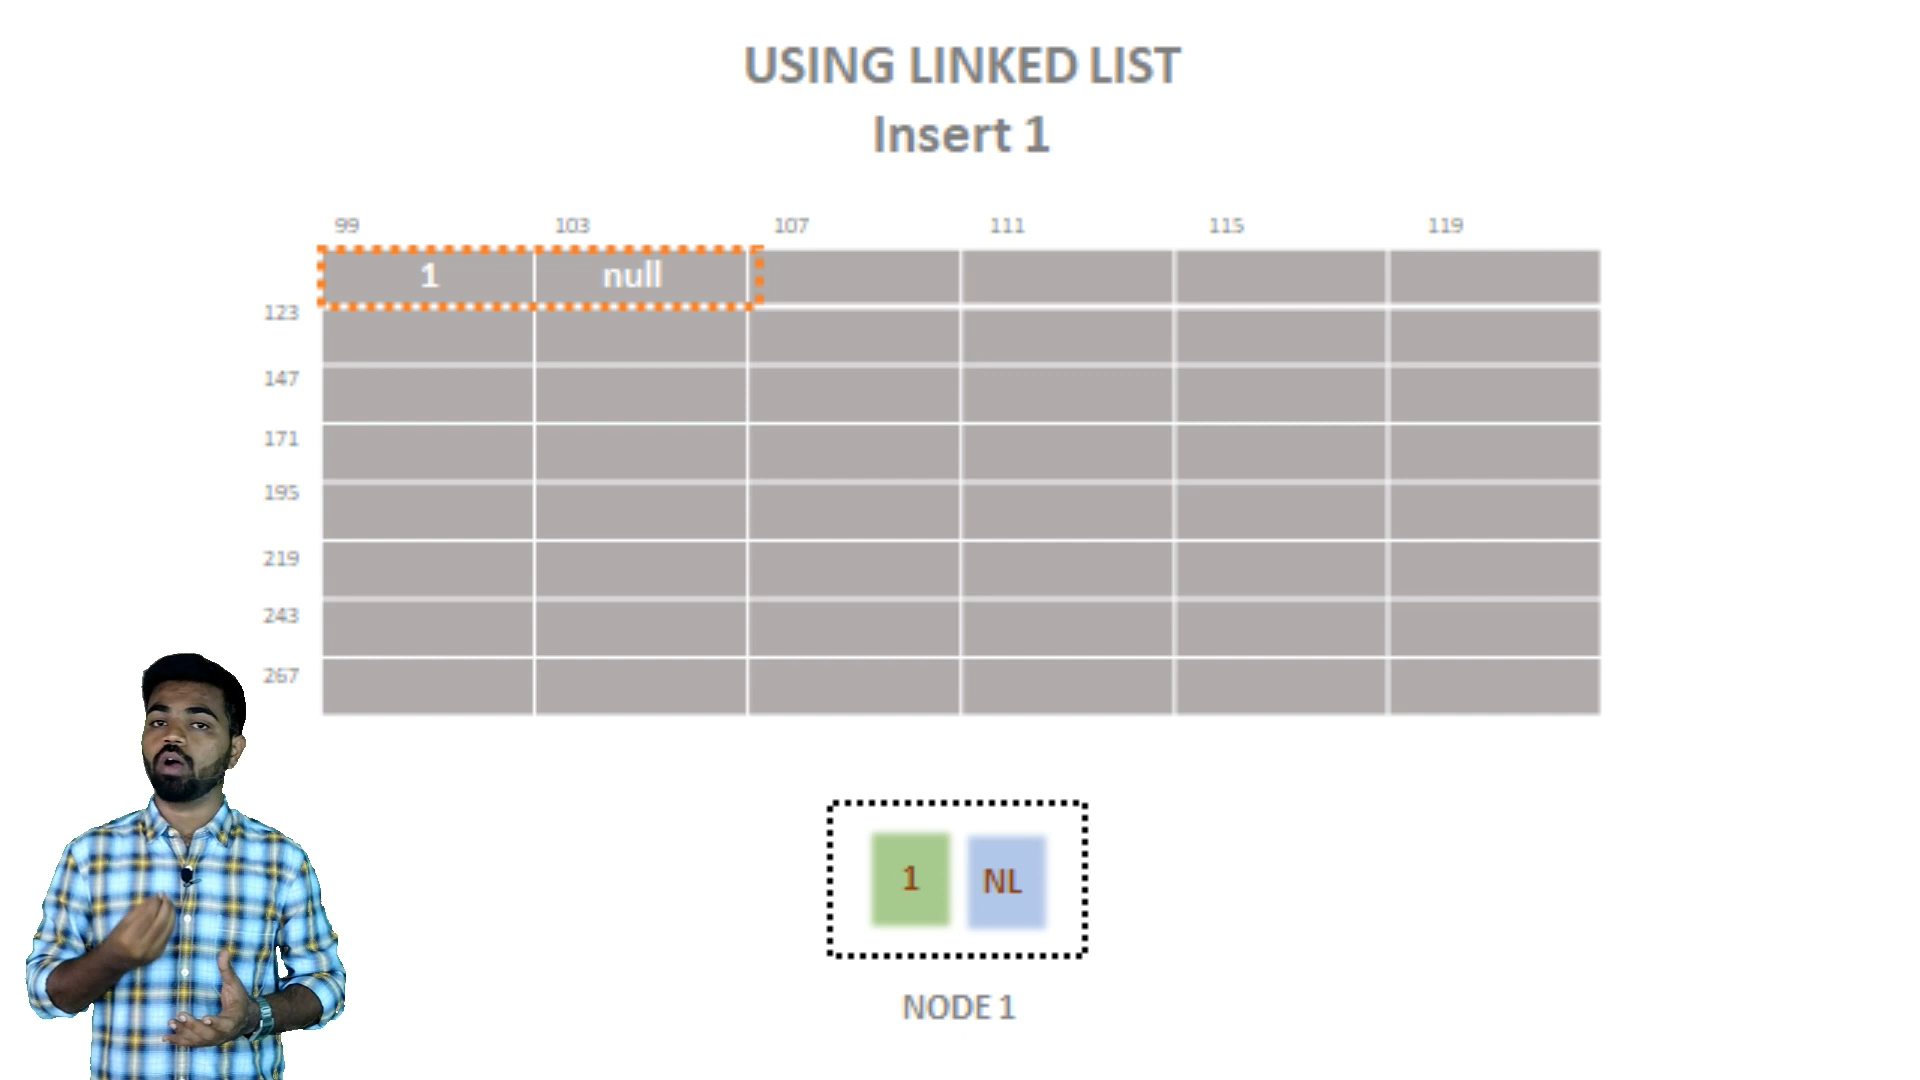 USING LINKED LIST
Insert 1
99 103 107 111 115 119
1 null
123
147
171
195
219
243
267
1 NL
NODE 1